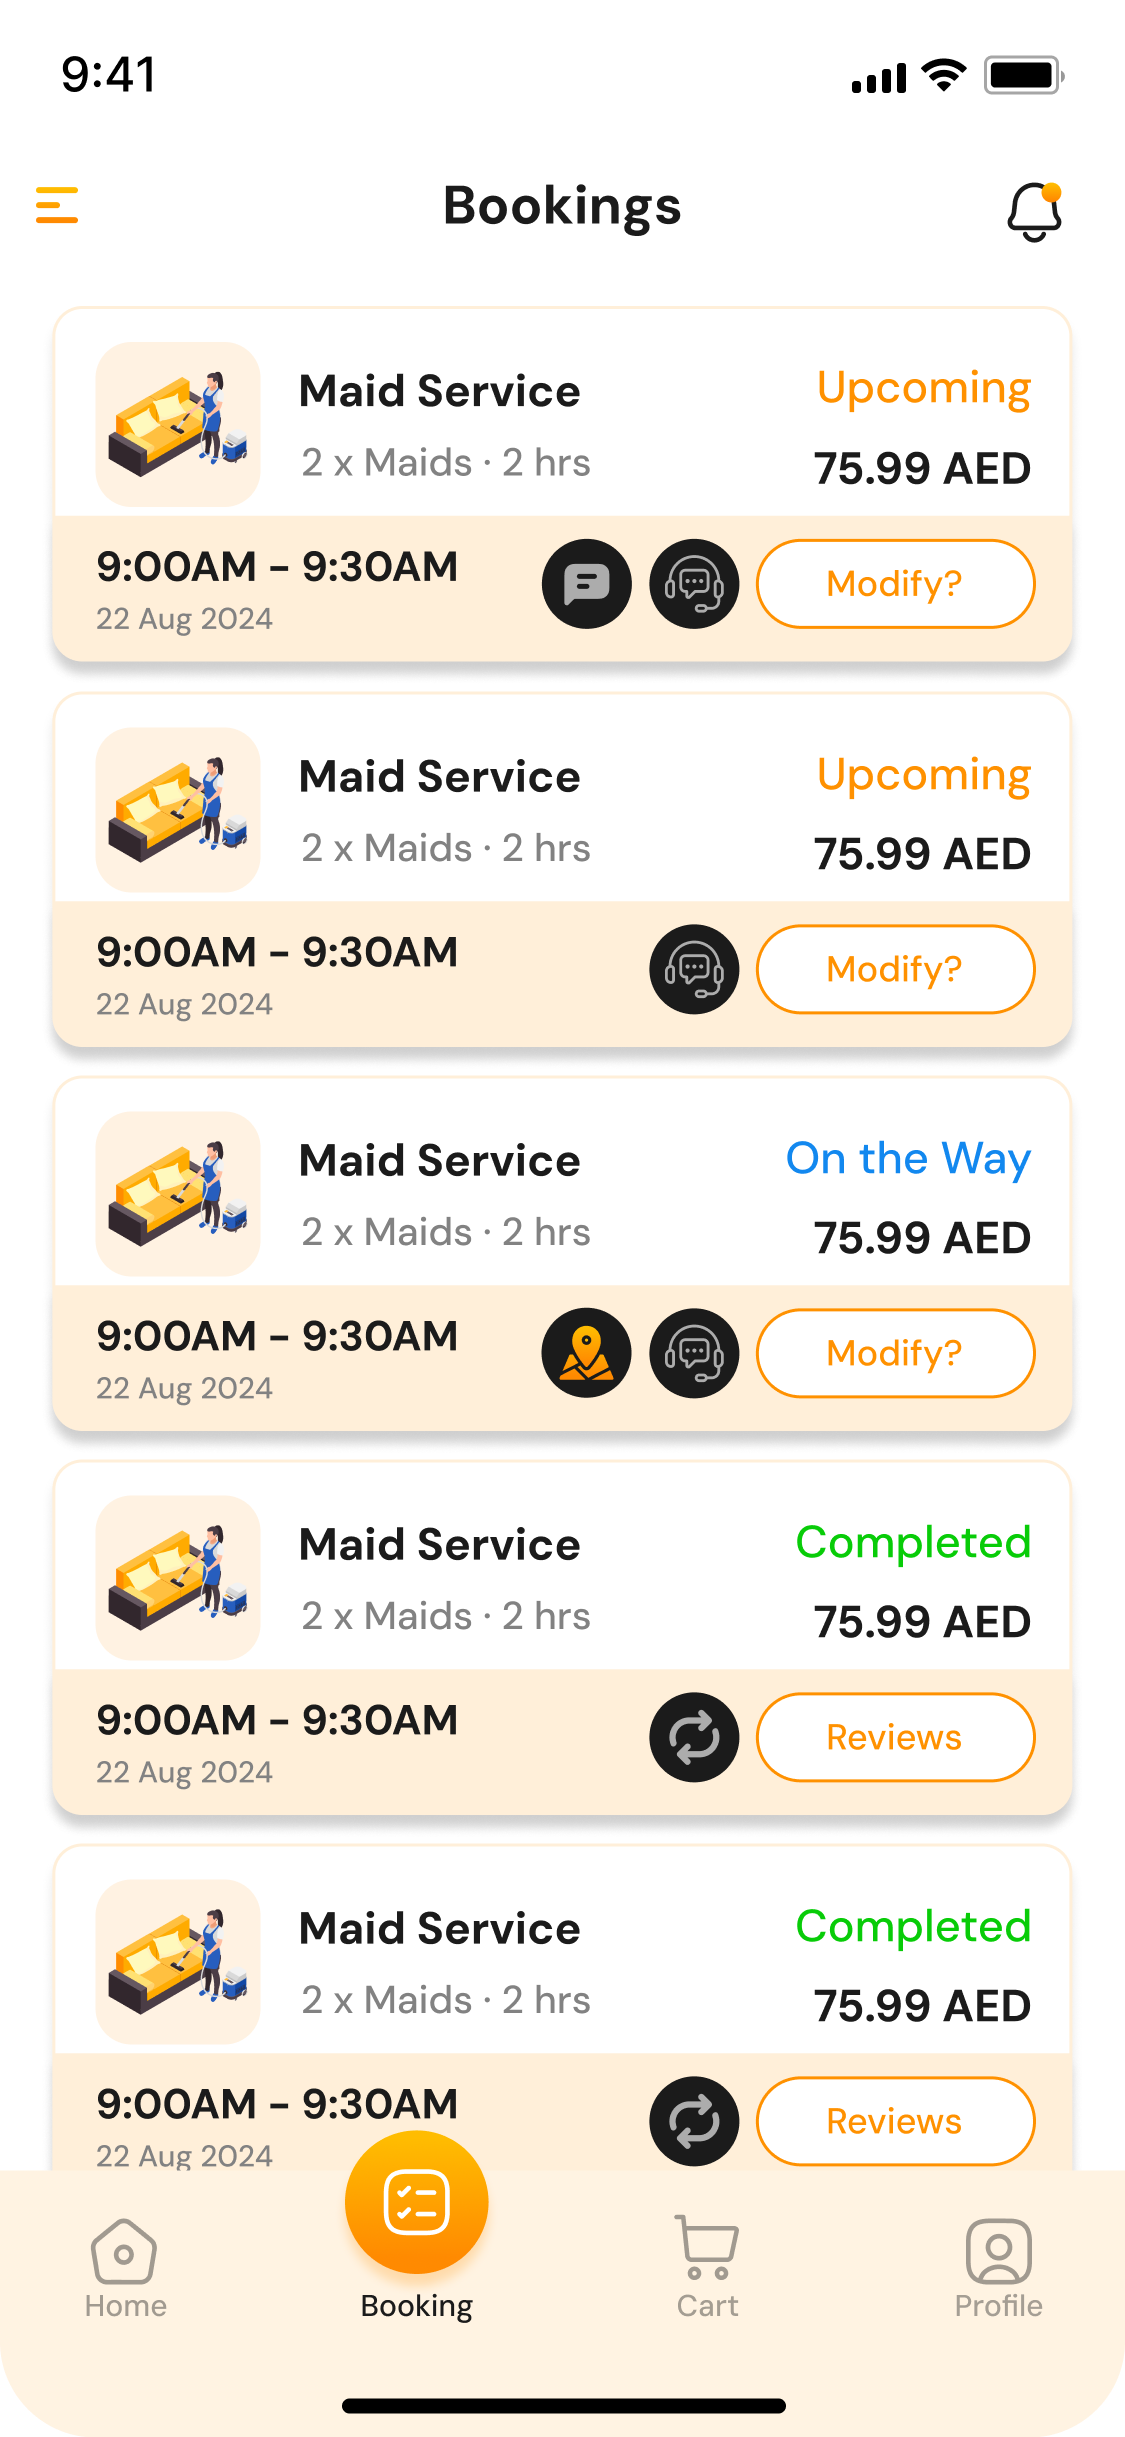 9:41
Bookings
Maid Service
Upcoming
2 x Maids · 2 hrs
75.99 AED
9:00AM - 9:30AM
22 Aug 2024
Modify?
Maid Service
Upcoming
2 x Maids · 2 hrs
75.99 AED
9:00AM - 9:30AM
22 Aug 2024
Modify?
Maid Service
On the Way
2 x Maids · 2 hrs
75.99 AED
9:00AM - 9:30AM
22 Aug 2024
Modify?
Maid Service
Completed
2 x Maids · 2 hrs
75.99 AED
9:00AM - 9:30AM
22 Aug 2024
Reviews
Maid Service
Completed
2 x Maids · 2 hrs
75.99 AED
9:00AM - 9:30AM
22 Aug 2024
Reviews
Home
Booking
Cart
Profile